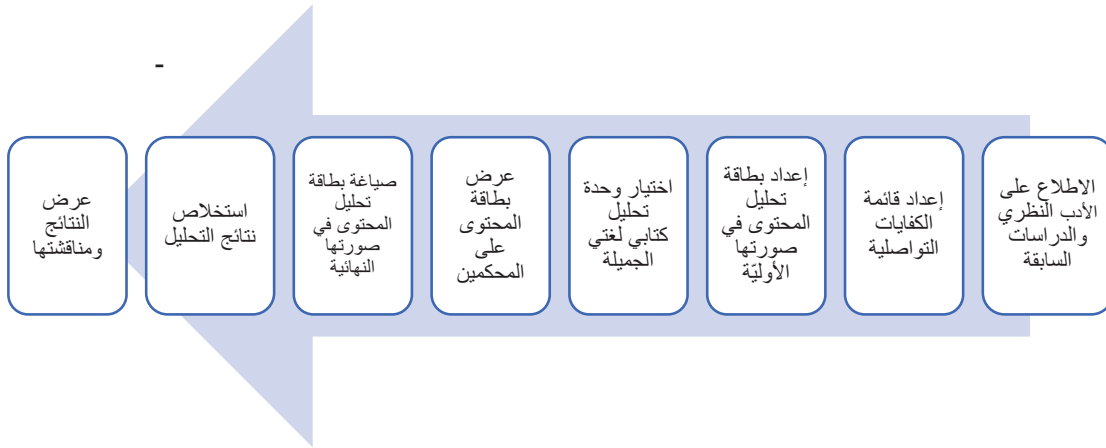 -
الاطلاع على
الأدب النظري
والدراسات
السابقة
إعداد قائمة
الكفايات
التواصلية
إعداد بطاقة
تحليل
المحتوى في
صورتها
الأوليّة
اختيار وحدة
تحليل
كتابي لغتي
الجميلة
عرض
بطاقة
المحتوى
على
المحكمين
صياغة بطاقة
تحليل
المحتوى في
صورتها
النهائية
استخلاص
نتائج التحليل
عرض
النتائج
ومناقشتها